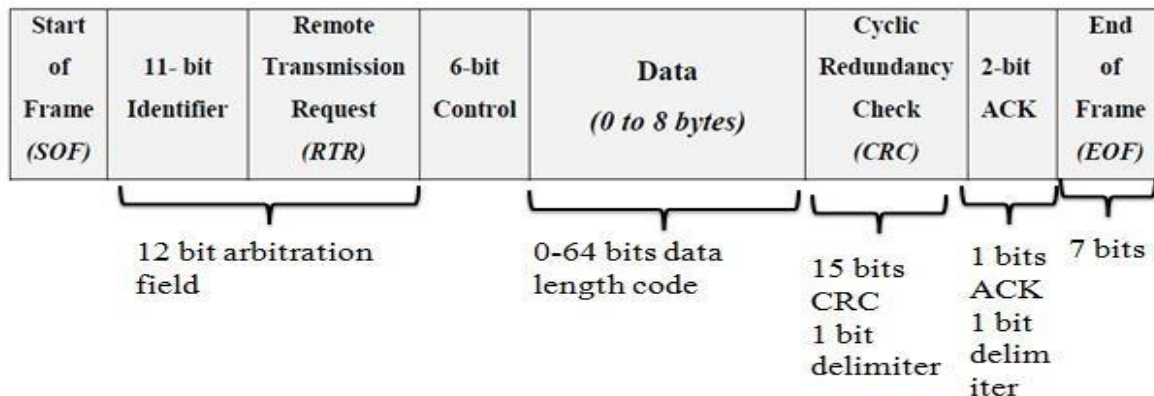 Start
of
Frame
(SOF)
11- bit
Identifier
Remote
Transmission
Request
(RTR)
6-bit
Control
Data
(0 to 8 bytes)
Cyclic
Redundancy
Check
(CRC)
2-bit
ACK
End
of
Frame
(EOF)
12 bit arbitration
field
0-64 bits data
length code
15 bits
CRC
1 bit
delimiter
1 bits
ACK
1 bit
delim
iter
7 bits